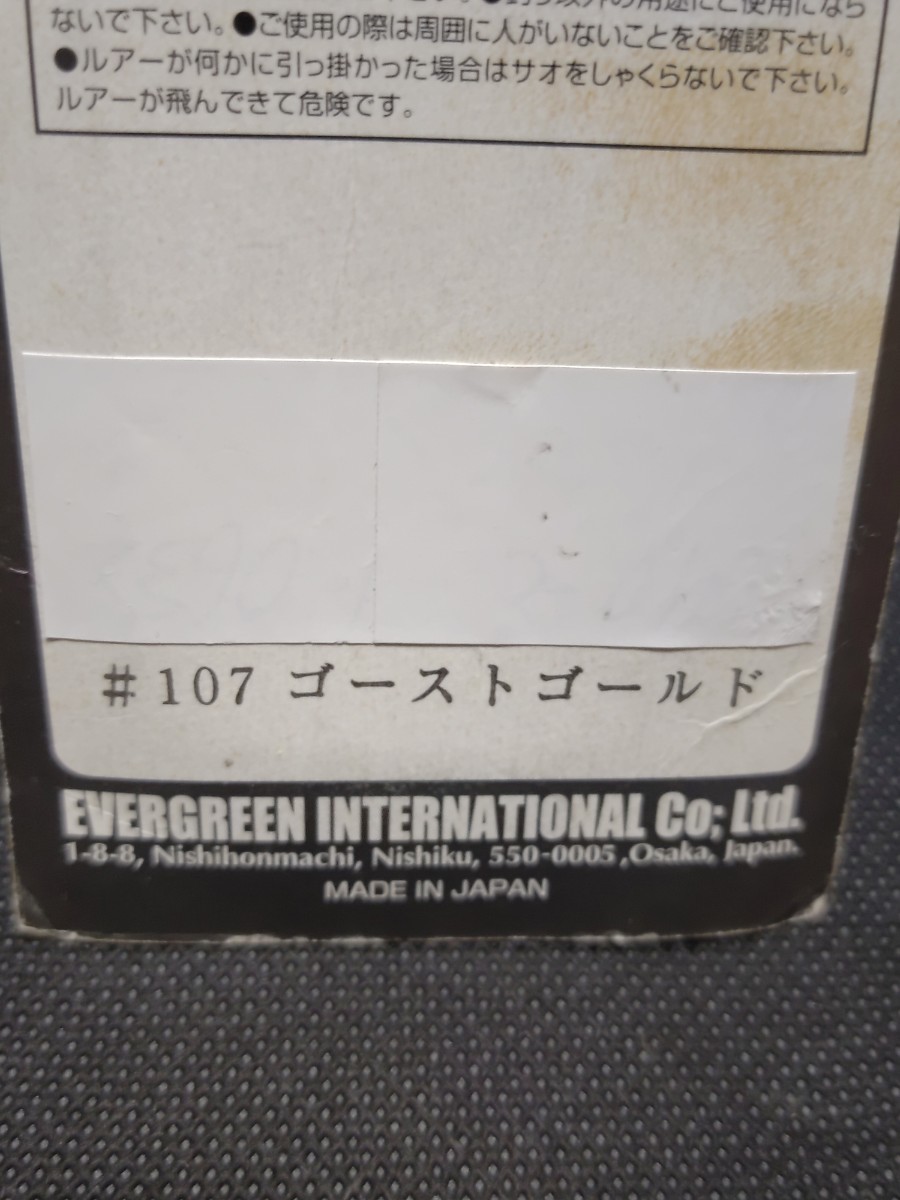 ないで下さい。●ご使用の際は周囲に人がいないことをご確認下さい。
●ルアーが何かに引っ掛かった場合はサオをしゃくらないで下さい。
ルアーが飛んできて危険です。
#107 ゴーストゴールド
EVERGREEN INTERNATIONAL Co; Ltd.
1-8-8, Nishihonmachi, Nishiku, 550-0005 ,Osaka, Japan.
MADE IN JAPAN